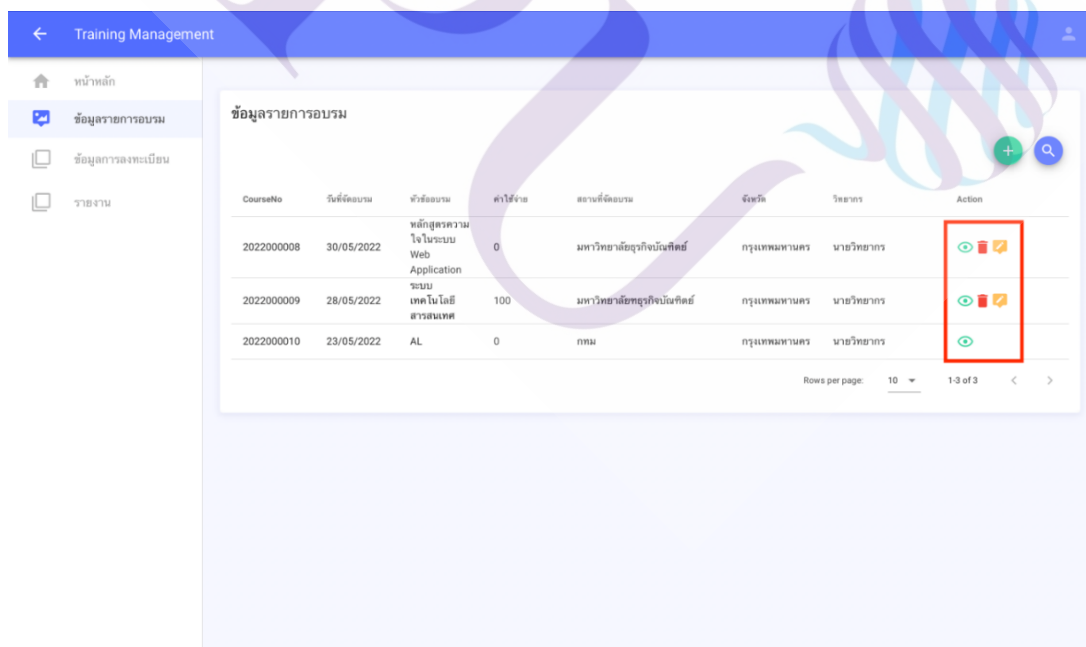 Training Management
หน้าหลัก
ข้อมูลรายการอบรม
ข้อมูลการลงทะเบียน
รายงาน
ข้อมูลรายการอบรม
CourseNo วันที่จัดอบรม หัวข้ออบรม ค่าใช้จ่าย สถานที่จัดอบรม จังหวัด วิทยากร Action
2022000008 30/05/2022 หลักสูตรความ 0 มหาวิทยาลัยธุรกิจบัณฑิตย์ กรุงเทพมหานคร นายวิทยากร
ใจในระบบ
Web
Application
2022000009 28/05/2022 ระบบ 100 มหาวิทยาลัยฑธุรกิจบัณฑิตย์ กรุงเทพมหานคร นายวิทยากร
เทคโนโลยี
สารสนเทศ
2022000010 23/05/2022 AL 0 กทม กรุงเทพมหานคร นายวิทยากร
Rows per page: 10 1-3 of 3